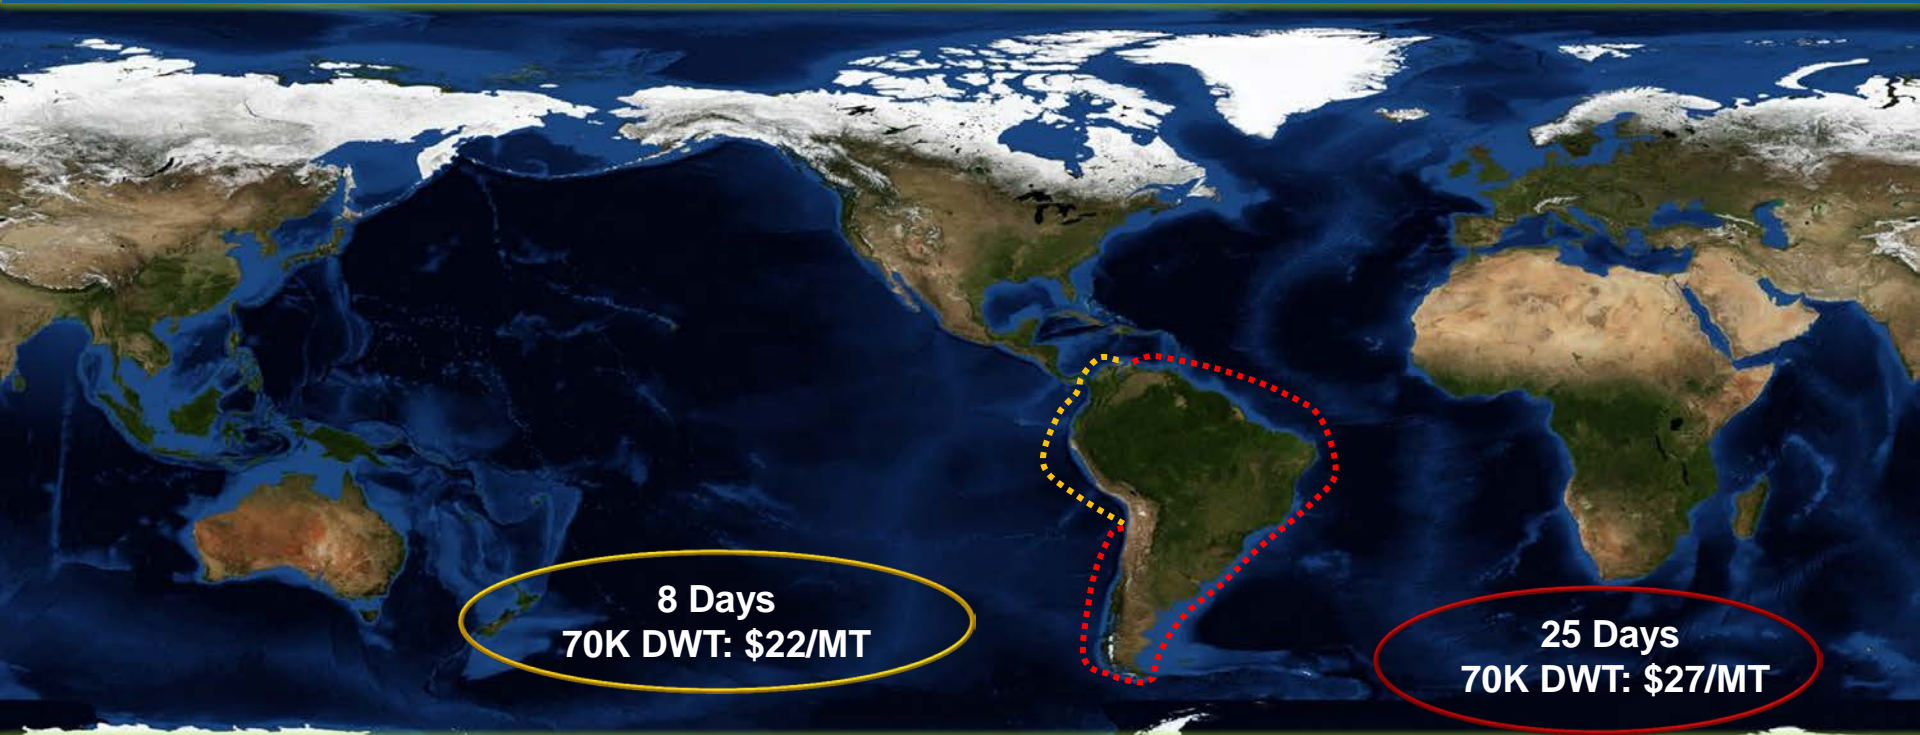 8 Days
70K DWT: $22/MT
25 Days
70K DWT: $27/MT